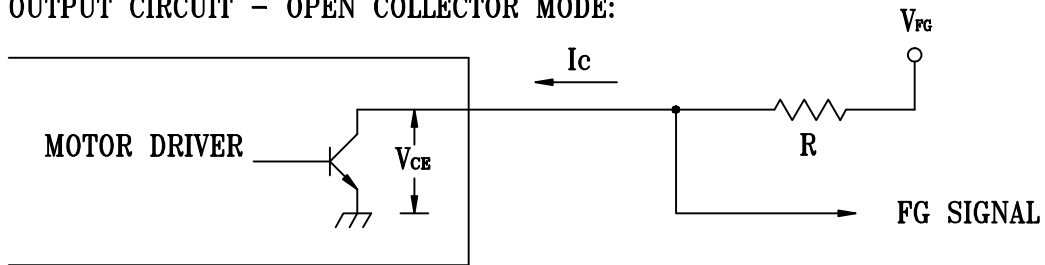 OUTPUT CIRCUIT - OPEN COLLECTOR MODE:
VFG
Ic
MOTOR DRIVER
VCE
R
FG SIGNAL